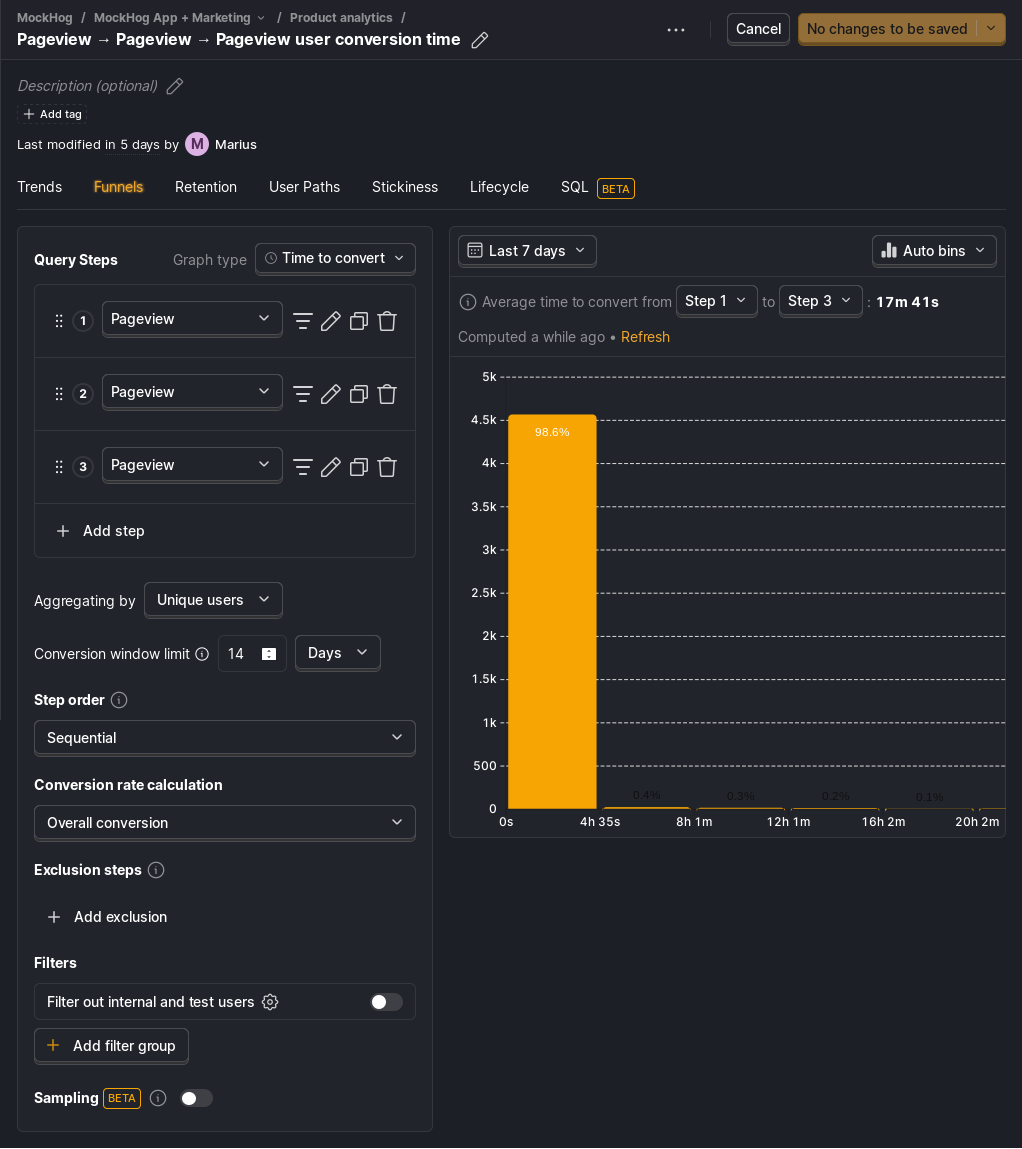 MockHog / MockHog App + Marketing / Product analytics /
Pageview → Pageview → Pageview user conversion time
Cancel
No changes to be saved
Description (optional)
Add tag
Last modified in 5 days by M Marius
Trends Funnels Retention User Paths Stickiness Lifecycle SQL BETA
Query Steps Graph type Time to convert
1 Pageview
2 Pageview
3 Pageview
Add step
Aggregating by Unique users
Conversion window limit 14 Days
Step order
Sequential
Conversion rate calculation
Overall conversion
Exclusion steps
Add exclusion
Filters
Filter out internal and test users
Add filter group
Sampling BETA
Last 7 days Auto bins
Average time to convert from Step 1 to Step 3 : 17m 41s
Computed a while ago • Refresh
5k
4.5k
98.6%
4k
3.5k
3k
2.5k
2k
1.5k
1k
500
0.4% 0.3% 0.2% 0.1%
0
0s 4h 35s 8h 1m 12h 1m 16h 2m 20h 2m